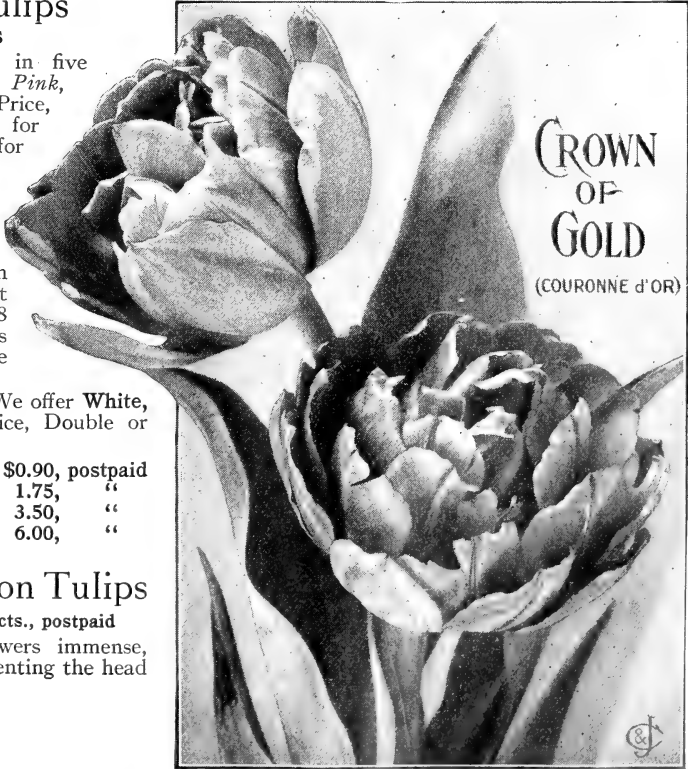 ulips
s
in five
Pink,
Price,
for
for
n
t
8
s
e
We offer White,
ice, Double or
$0.90, postpaid
1.75, “
3.50, “
6.00, “
on Tulips
cts., postpaid
wers immense,
enting the head
CROWN
OF
GOLD
(COURONNE d'OR)